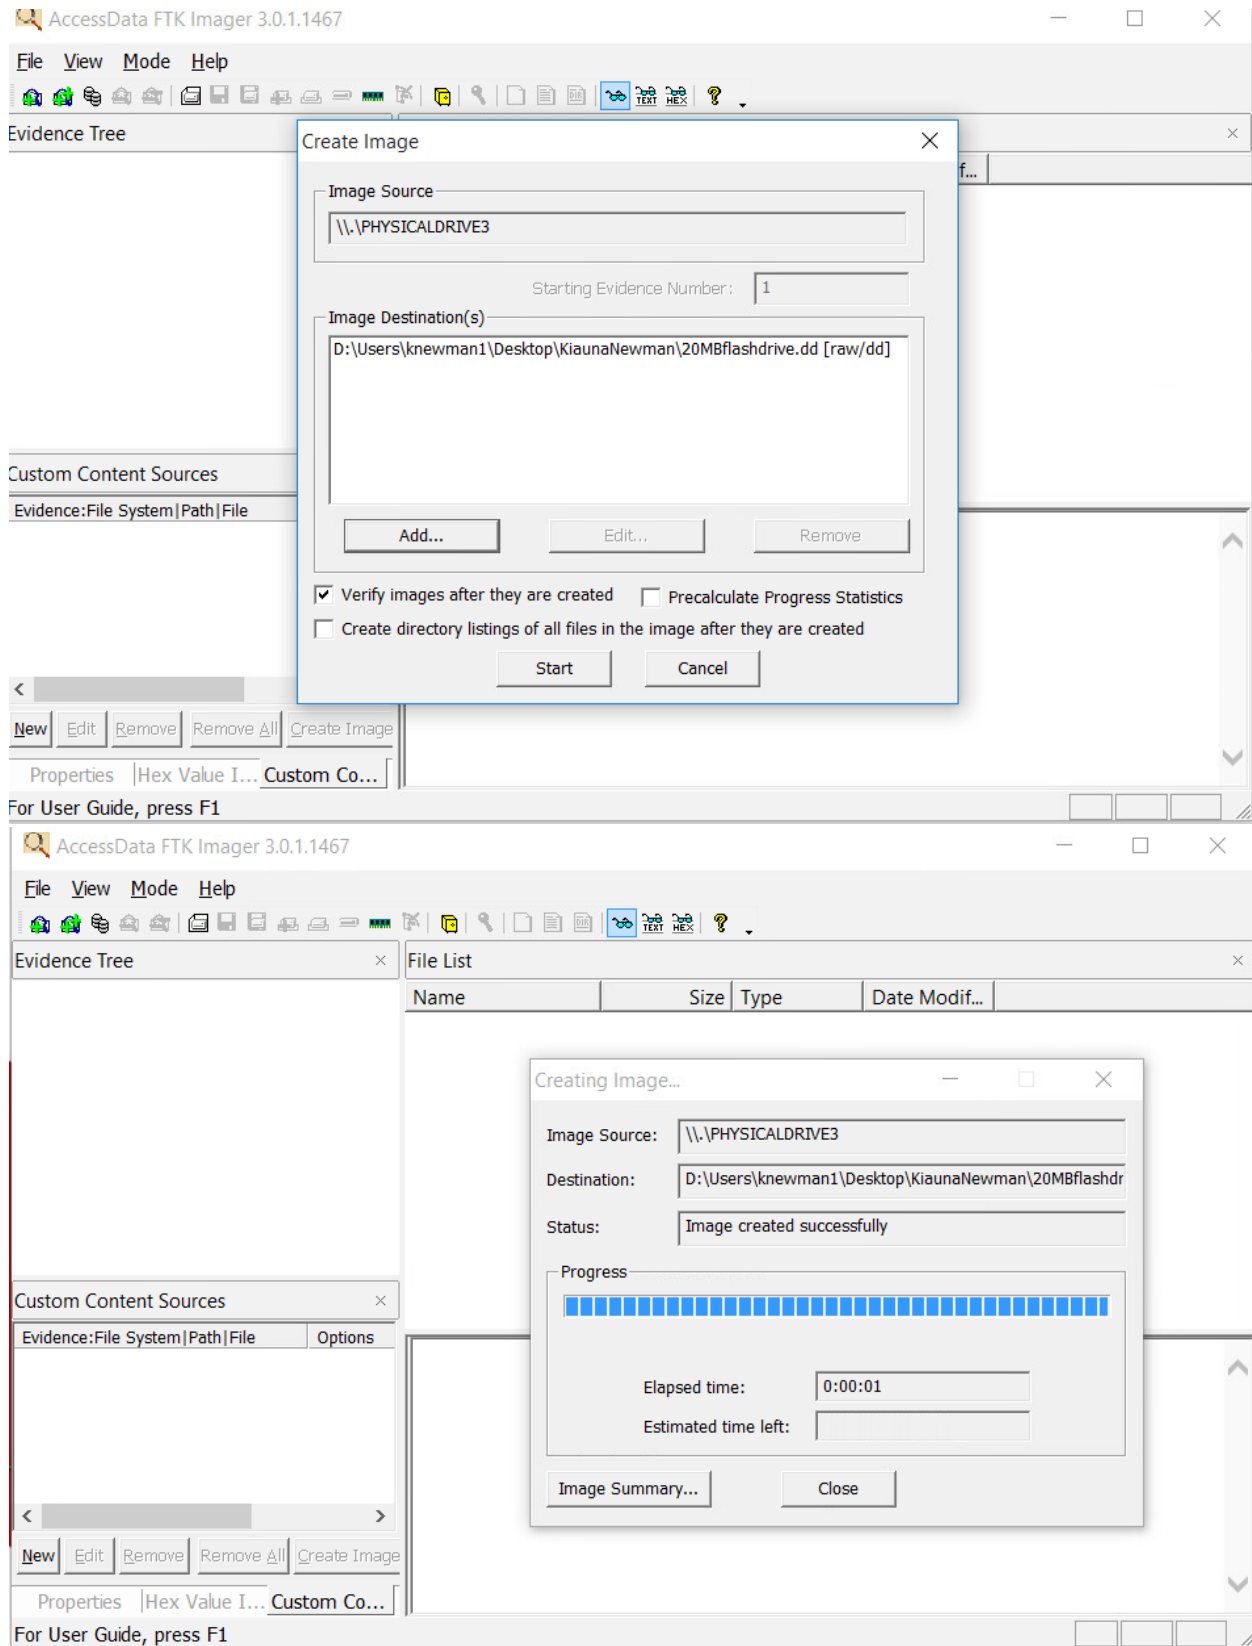 AccessData FTK Imager 3.0.1.1467
File View Mode Help
TEXT HEX
Evidence Tree
f...
Create Image
Image Source
\\.\PHYSICALDRIVE3
Starting Evidence Number: 1
Image Destination(s)
D:\Users\knewman1\Desktop\KiaunaNewman\20MBflashdrive.dd [raw/dd]
Add... Edit... Remove
Verify images after they are created Precalculate Progress Statistics
Create directory listings of all files in the image after they are created
Start Cancel
Custom Content Sources
Evidence:File System|Path|File
New Edit Remove Remove All Create Image
Properties Hex Value I... Custom Co...
For User Guide, press F1
AccessData FTK Imager 3.0.1.1467
File View Mode Help
TEXT HEX
Evidence Tree
File List
Name Size Type Date Modif...
Creating Image...
Image Source: \\.\PHYSICALDRIVE3
Destination: D:\Users\knewman1\Desktop\KiaunaNewman\20MBflashdr
Status: Image created successfully
Progress
Elapsed time: 0:00:01
Estimated time left:
Image Summary... Close
Custom Content Sources
Evidence:File System|Path|File Options
New Edit Remove Remove All Create Image
Properties Hex Value I... Custom Co...
For User Guide, press F1